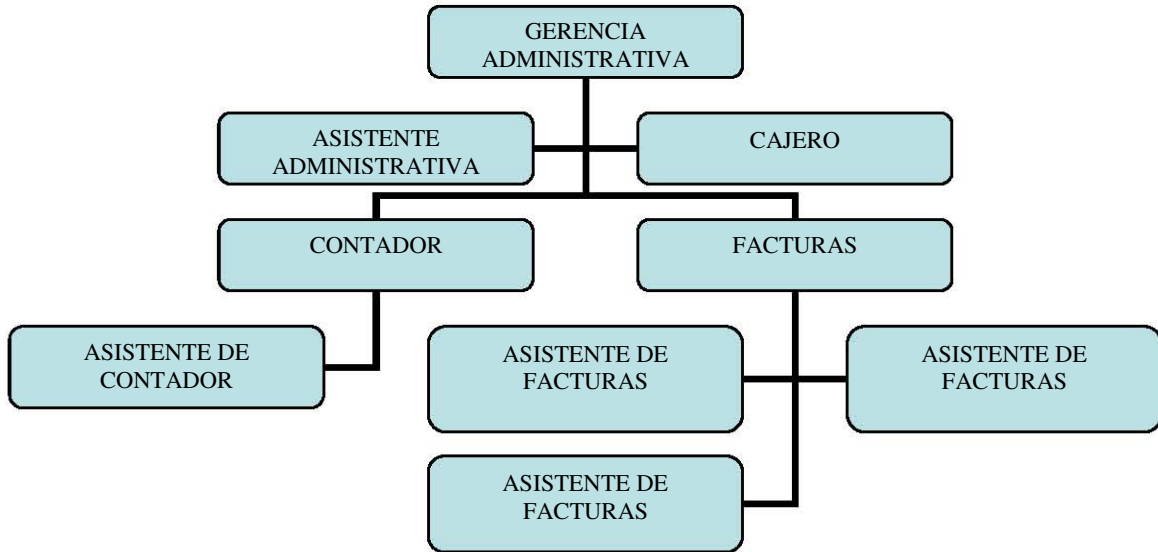 GERENCIA
ADMINISTRATIVA
ASISTENTE
ADMINISTRATIVA
CAJERO
CONTADOR
FACTURAS
ASISTENTE DE
CONTADOR
ASISTENTE DE
FACTURAS
ASISTENTE DE
FACTURAS
ASISTENTE DE
FACTURAS